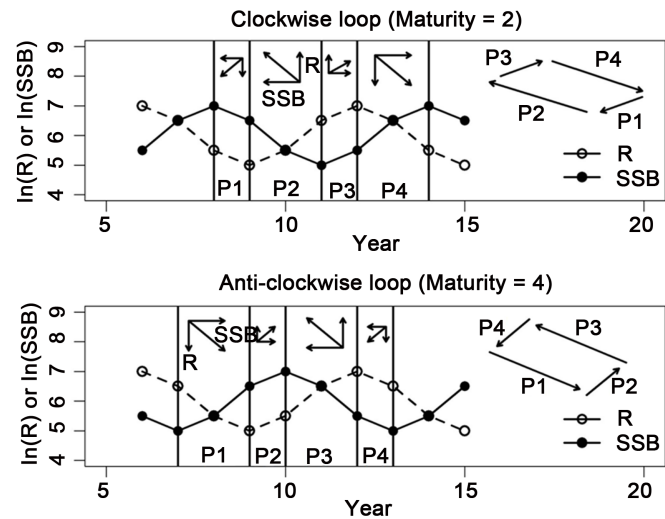 Clockwise loop (Maturity = 2)
ln(R) or ln(SSB)
9
8
7
6
5
4
R
SSB
P1
P2
P3
P4
P3
P4
P2
P1
R
SSB
5
10
15
20
Year
Anti-clockwise loop (Maturity = 4)
ln(R) or ln(SSB)
9
8
7
6
5
4
SSB
R
P1
P2
P3
P4
P4
P3
P1
P2
R
SSB
5
10
15
20
Year